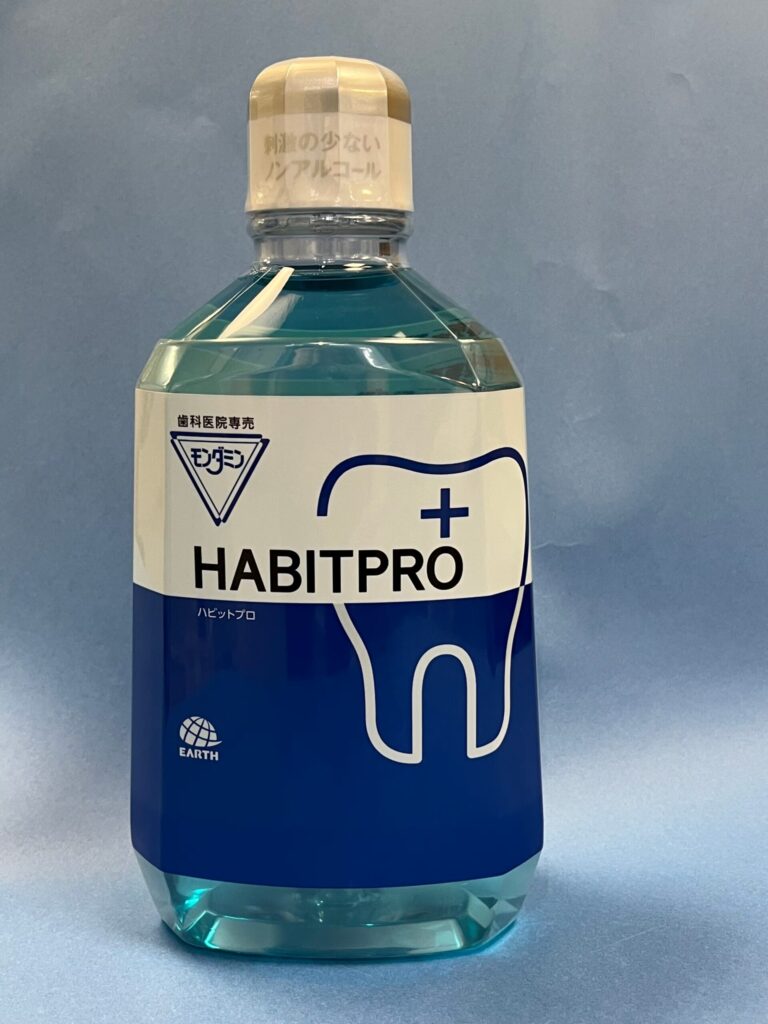 刺激の少ない
ノンアルコール
歯科医院専売
モンダミン
HABITPRO
ハビットプロ
EARTH